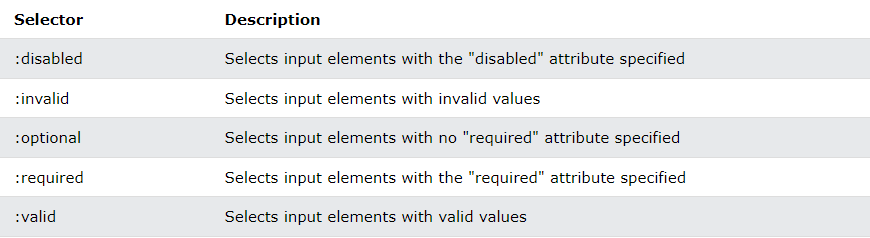 Selector Description
:disabled Selects input elements with the "disabled" attribute specified
:invalid Selects input elements with invalid values
:optional Selects input elements with no "required" attribute specified
:required Selects input elements with the "required" attribute specified
:valid Selects input elements with valid values